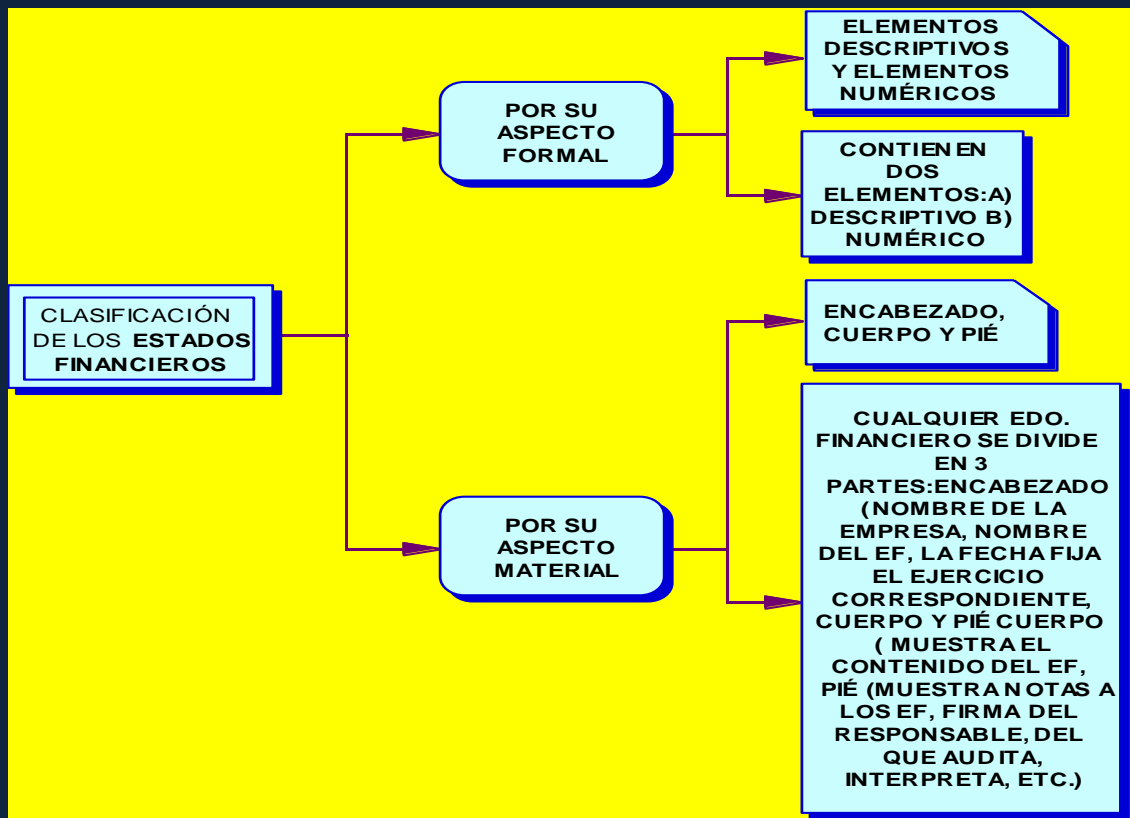 CLASIFICACIÓN
DE LOS ESTADOS
FINANCIEROS
POR SU
ASPECTO
FORMAL
ELEMENTOS
DESCRIPTIVOS
Y ELEMENTOS
NUMÉRICOS
CONTIENEN
DOS
ELEMENTOS:A)
DESCRIPTIVO B)
NUMÉRICO
POR SU
ASPECTO
MATERIAL
ENCABEZADO,
CUERPO Y PIÉ
CUALQUIER EDO.
FINANCIERO SE DIVIDE
EN 3
PARTES:ENCABEZADO
(NOMBRE DE LA
EMPRESA, NOMBRE
DEL EF, LA FECHA FIJA
EL EJERCICIO
CORRESPONDIENTE,
CUERPO Y PIÉ CUERPO
( MUESTRA EL
CONTENIDO DEL EF,
PIÉ (MUESTRA NOTAS A
LOS EF, FIRMA DEL
RESPONSABLE, DEL
QUE AUDITA,
INTERPRETA, ETC.)